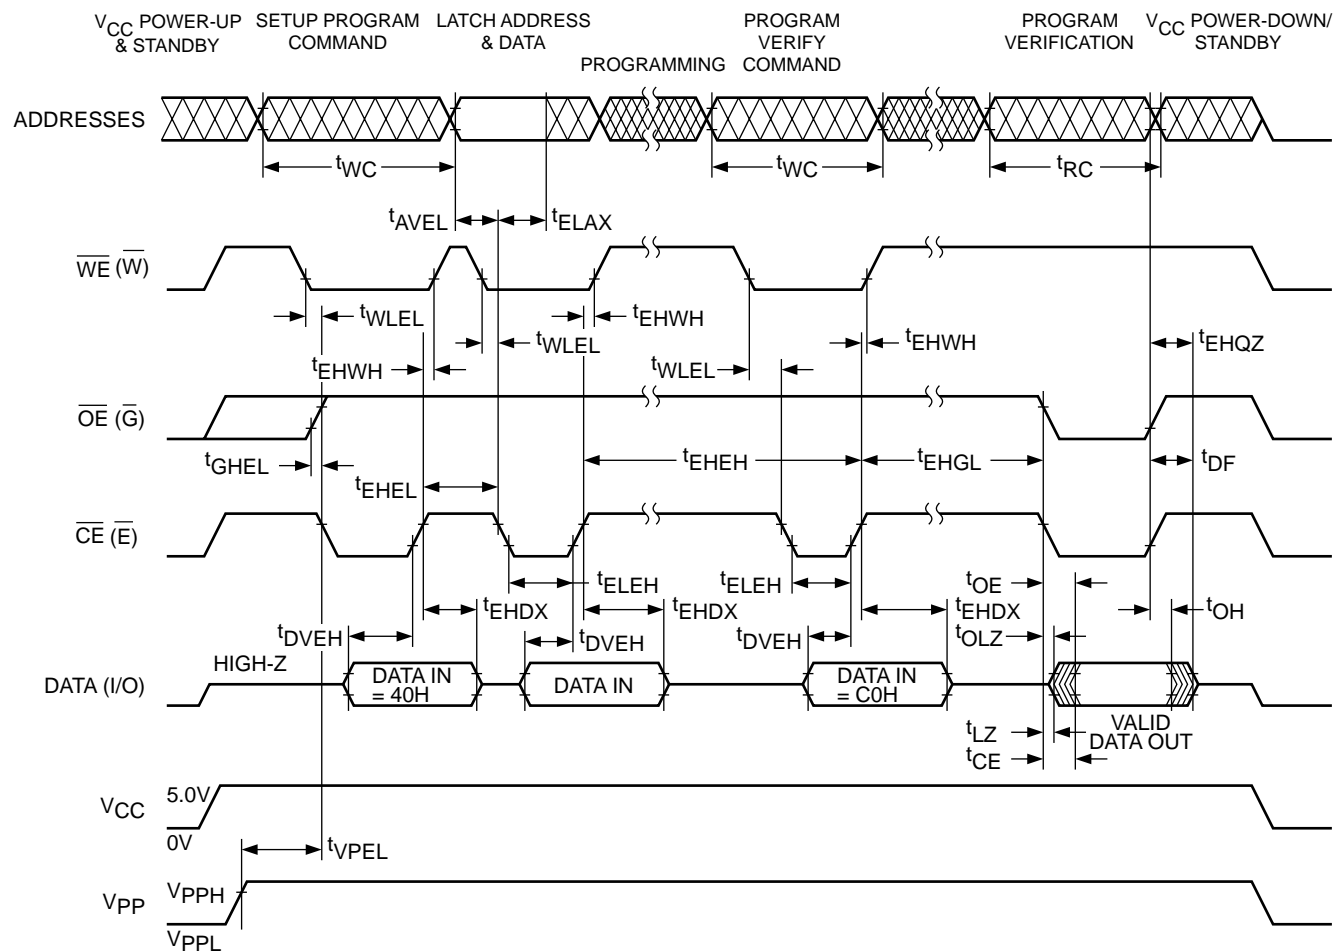 VCC POWER-UP
& STANDBY
SETUP PROGRAM
COMMAND
LATCH ADDRESS
& DATA
PROGRAMMING
PROGRAM
VERIFY
COMMAND
PROGRAM
VERIFICATION
VCC POWER-DOWN/
STANDBY
ADDRESSES
tWC
tWC
tRC
tAVEL
tELAX
WE (W)
tWLEL
tEHWH
tWLEL
tEHWH
tEHWH
tWLEL
tEHQZ
OE (G)
tGHEL
tEHEL
tEHEH
tEHGL
tDF
CE (E)
tELEH
tELEH
tOE
tEHDX
tEHDX
tEHDX
tOH
tDVEH
tDVEH
tDVEH
tOLZ
HIGH-Z
DATA (I/O)
DATA IN
= 40H
DATA IN
DATA IN
= C0H
VALID
DATA OUT
tLZ
tCE
VCC
5.0V
0V
tVPEL
VPP
VPPH
VPPL